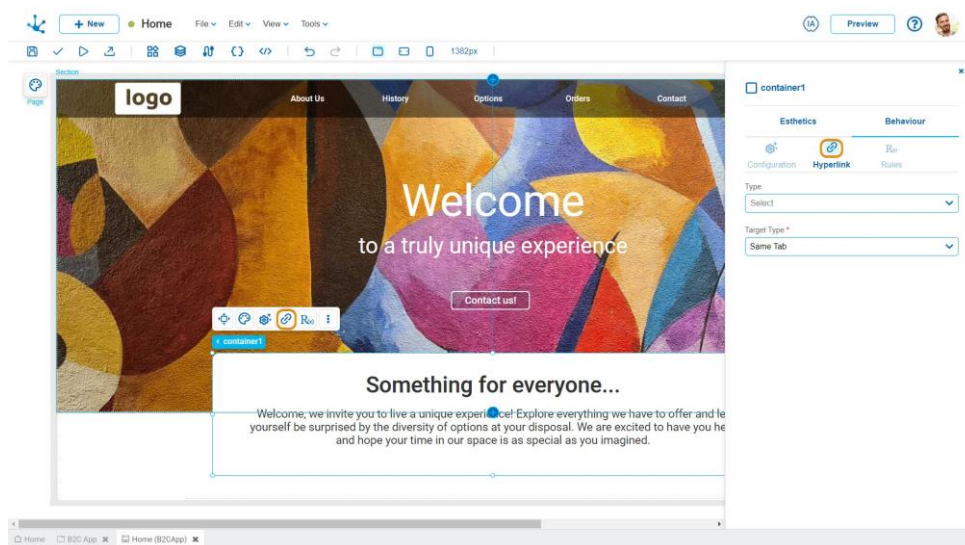 + New
Home
File
Edit
View
Tools
IA
Preview
?
1382px
Page
Section
logo
About Us
History
Options
Orders
Contact
Welcome
to a truly unique experience
Contact us!
container1
Something for everyone...
Welcome, we invite you to live a unique experience! Explore everything we have to offer and le
yourself be surprised by the diversity of options at your disposal. We are excited to have you he
and hope your time in our space is as special as you imagined.
container1
Esthetics
Behaviour
Configuration
Hyperlink
Rules
Type
Select
Target Type *
Same Tab
Home
B2C App
Home (B2CApp)